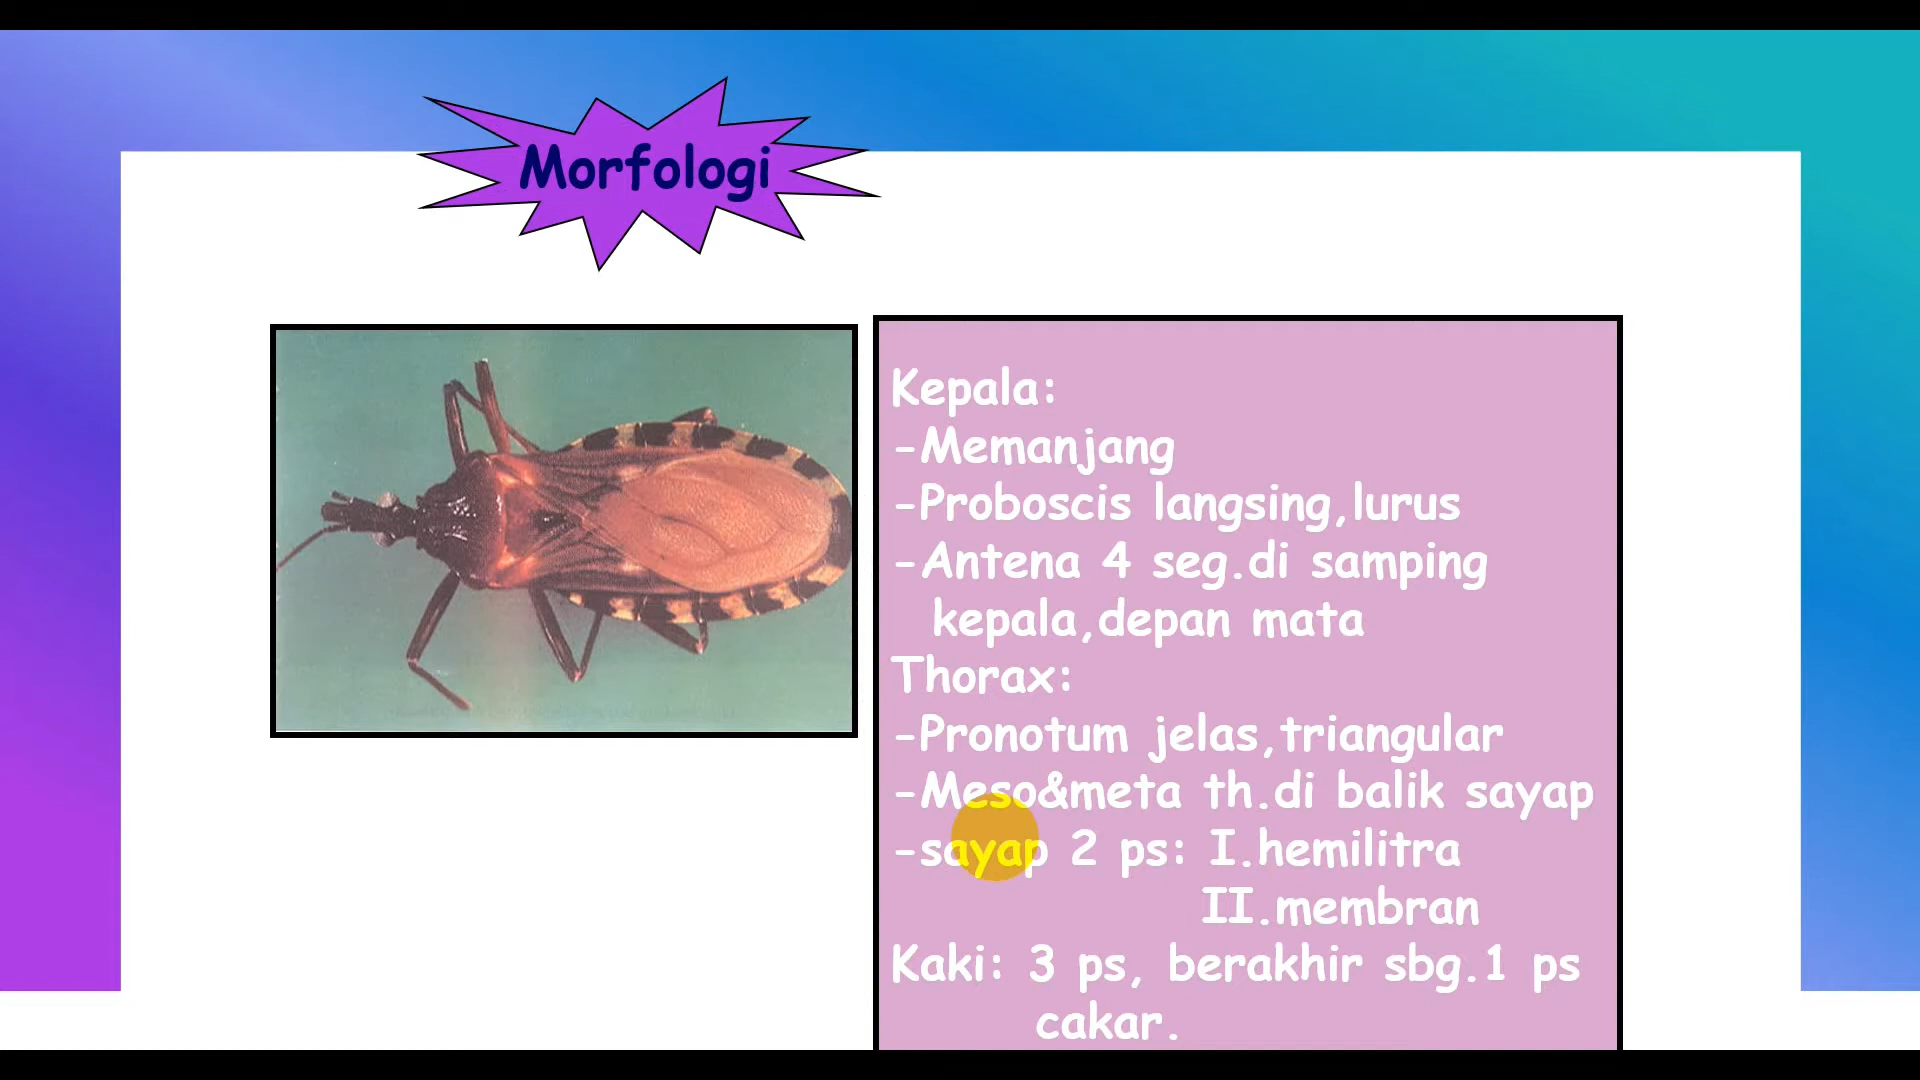 Morfologi
Kepala:
-Memanjang
-Proboscis langsing,lurus
-Antena 4 seg.di samping
kepala,depan mata
Thorax:
-Pronotum jelas,triangular
-Meso&meta th.di balik sayap
-sayap 2 ps: I.hemilitra
II.membran
Kaki: 3 ps, berakhir sbg.1 ps
cakar.